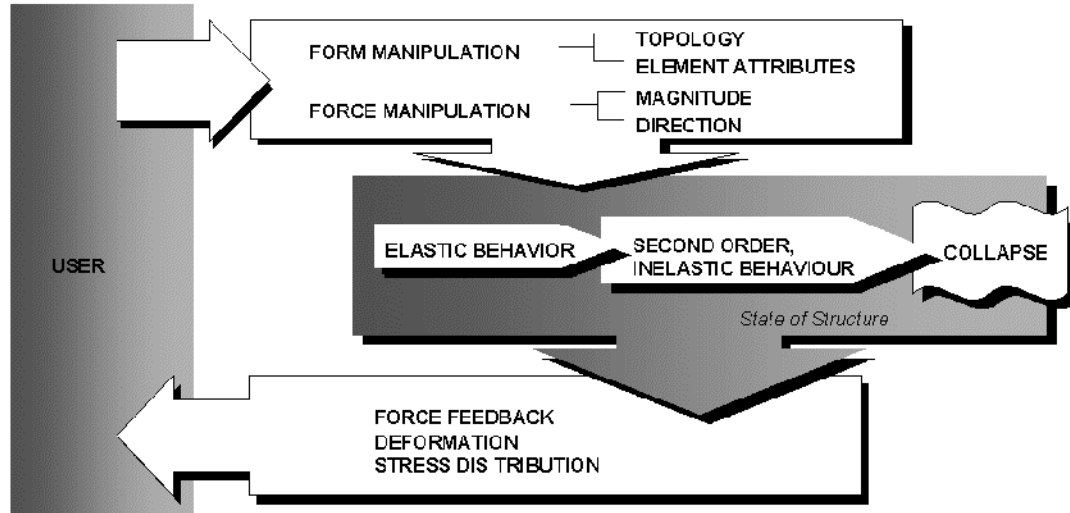 USER
FORM MANIPULATION
TOPOLOGY
ELEMENT ATTRIBUTES
FORCE MANIPULATION
MAGNITUDE
DIRECTION
ELASTIC BEHAVIOR
SECOND ORDER,
INELASTIC BEHAVIOUR
COLLAPSE
State of Structure
FORCE FEEDBACK
DEFORMATION
STRESS DIS TRIBUTION